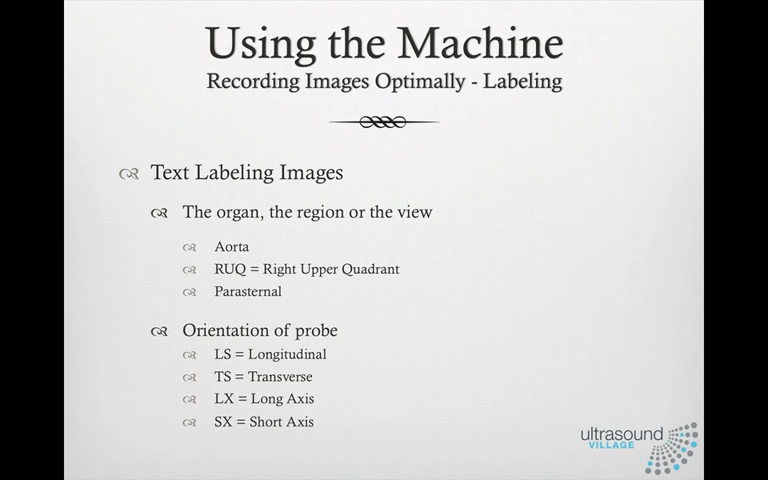 Using the Machine
Recording Images Optimally - Labeling
Text Labeling Images
The organ, the region or the view
Aorta
RUQ = Right Upper Quadrant
Parasternal
Orientation of probe
LS = Longitudinal
TS = Transverse
LX = Long Axis
SX = Short Axis
ultrasound
VILLAGE